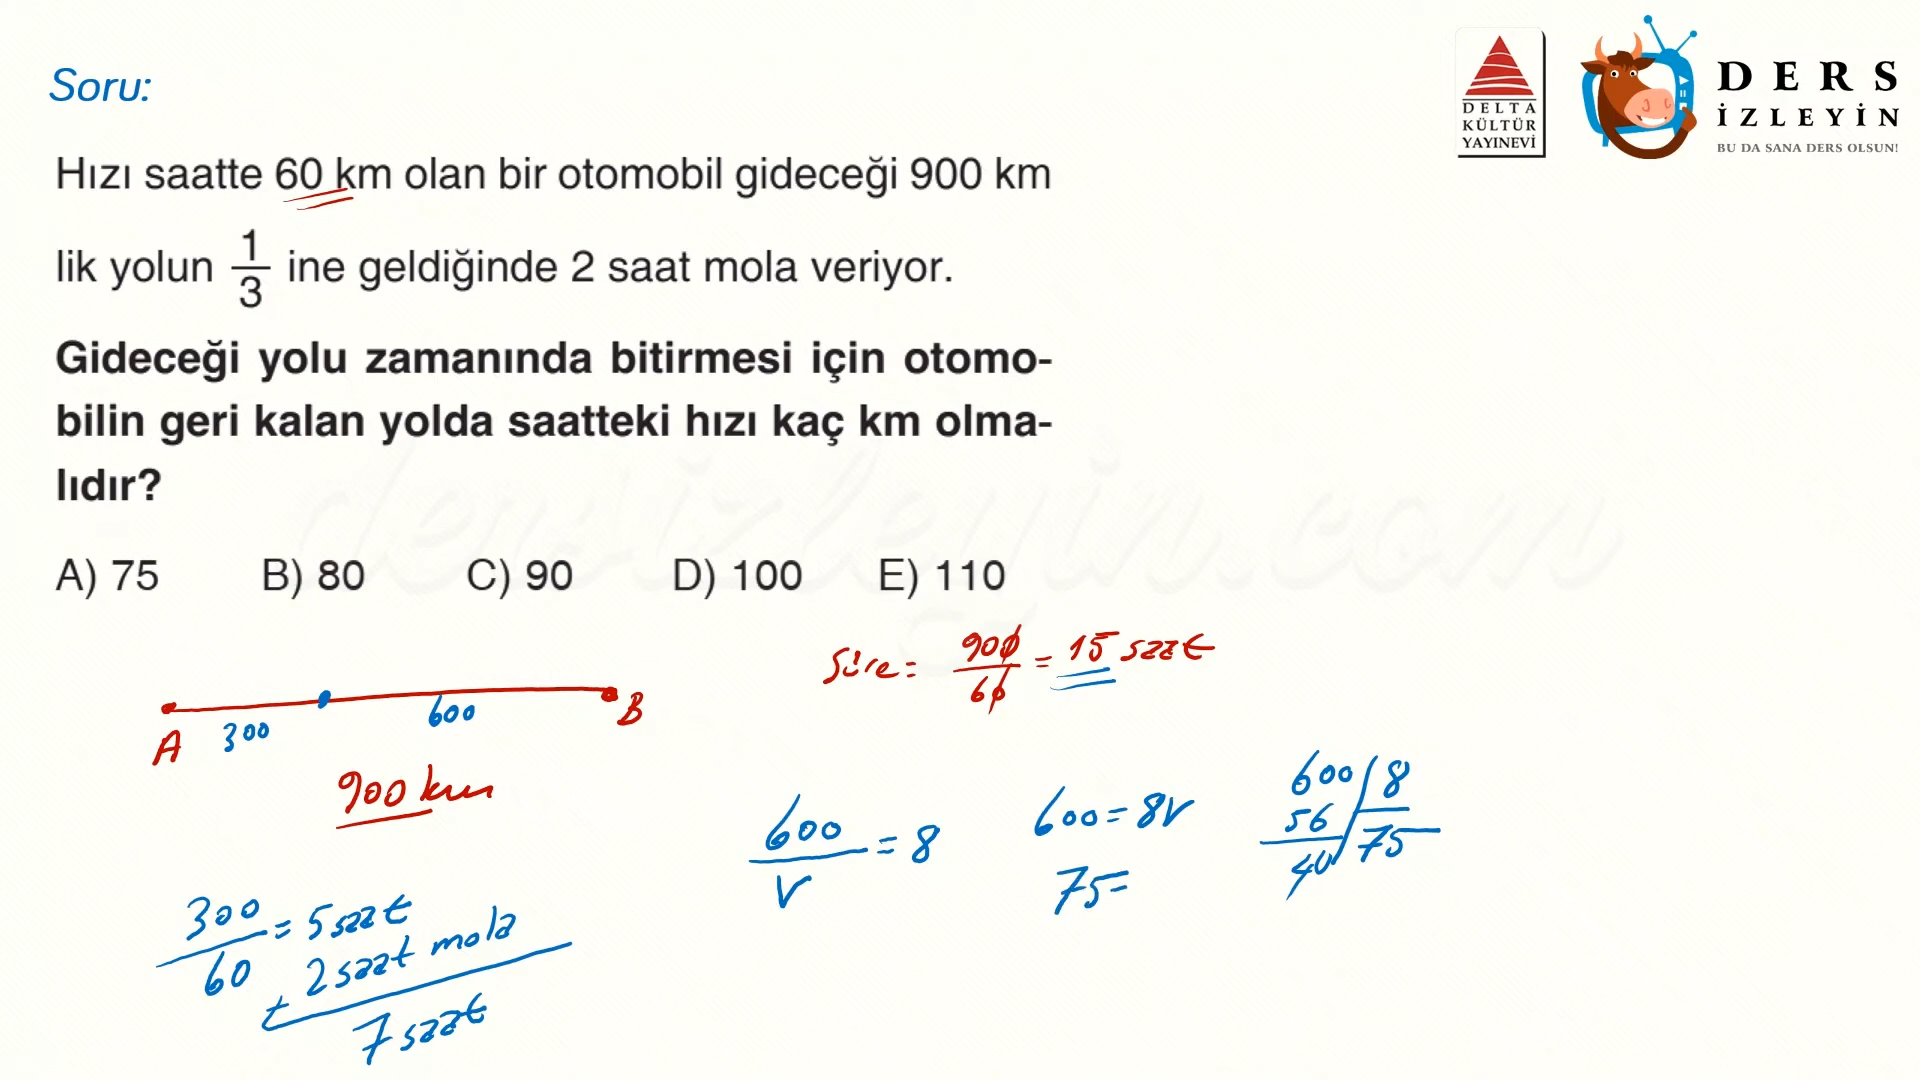 Soru:
DELTA
KÜLTÜR
YAYINEVİ
DERS
İZLEYİN
BU DA SANA DERS OLSUN!
Hızı saatte 60 km olan bir otomobil gideceği 900 km
lik yolun 1/3 ine geldiğinde 2 saat mola veriyor.
Gideceği yolu zamanında bitirmesi için otomo-
bilin geri kalan yolda saatteki hızı kaç km olma-
lıdır?
dersizleyin.com
A) 75 B) 80 C) 90 D) 100 E) 110
Süre = 900/60 = 15 saat
A 300 600 B
900 km
300/60 = 5 saat
+ 2 saat mola
7 saat
600/V = 8
600 = 8V
75 =
600 8
56 75
40